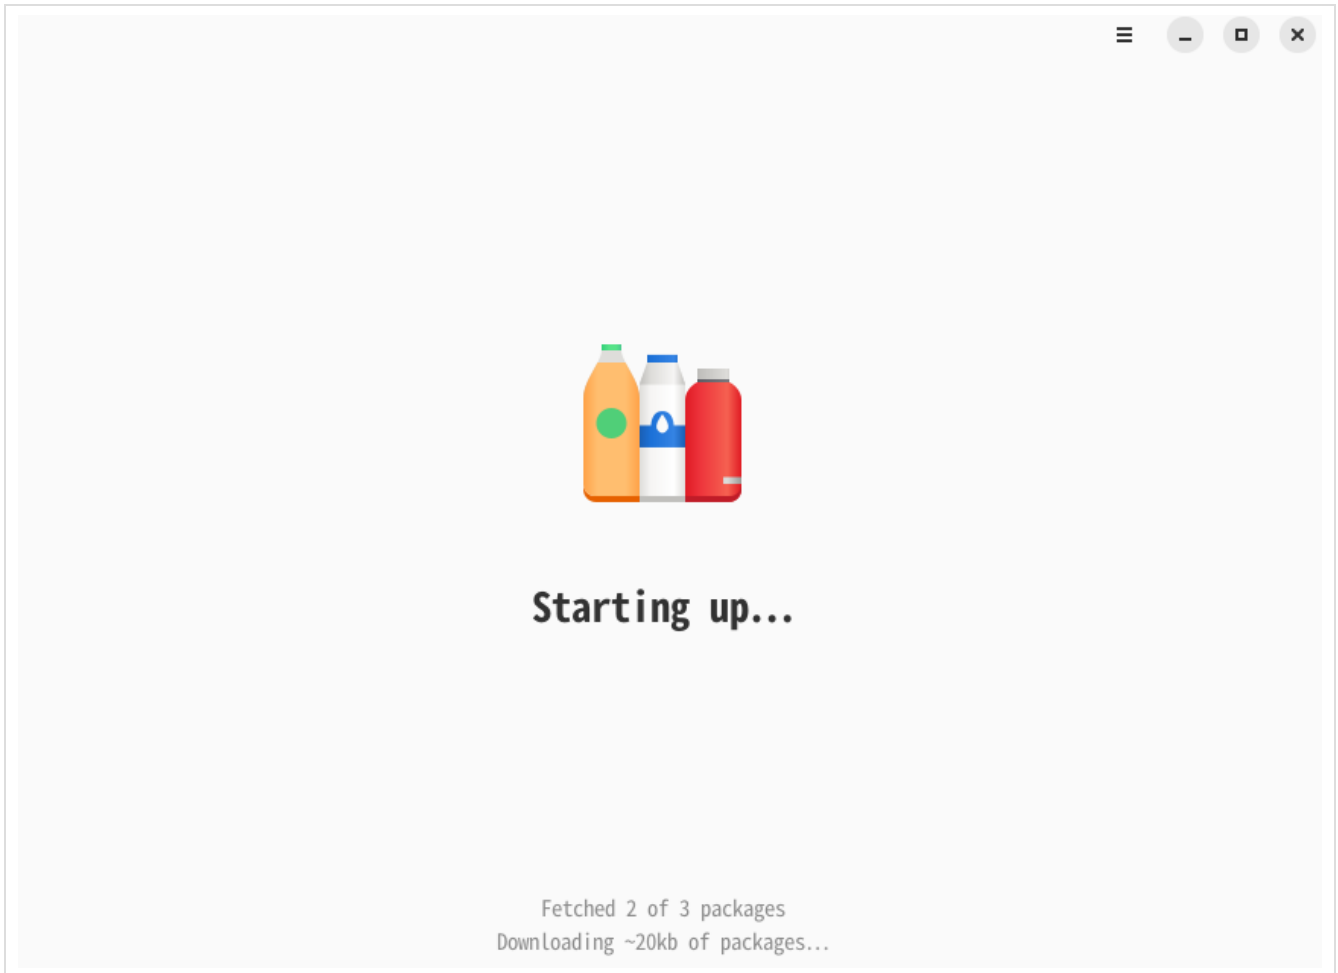 Starting up...
Fetched 2 of 3 packages
Downloading ~20kb of packages...